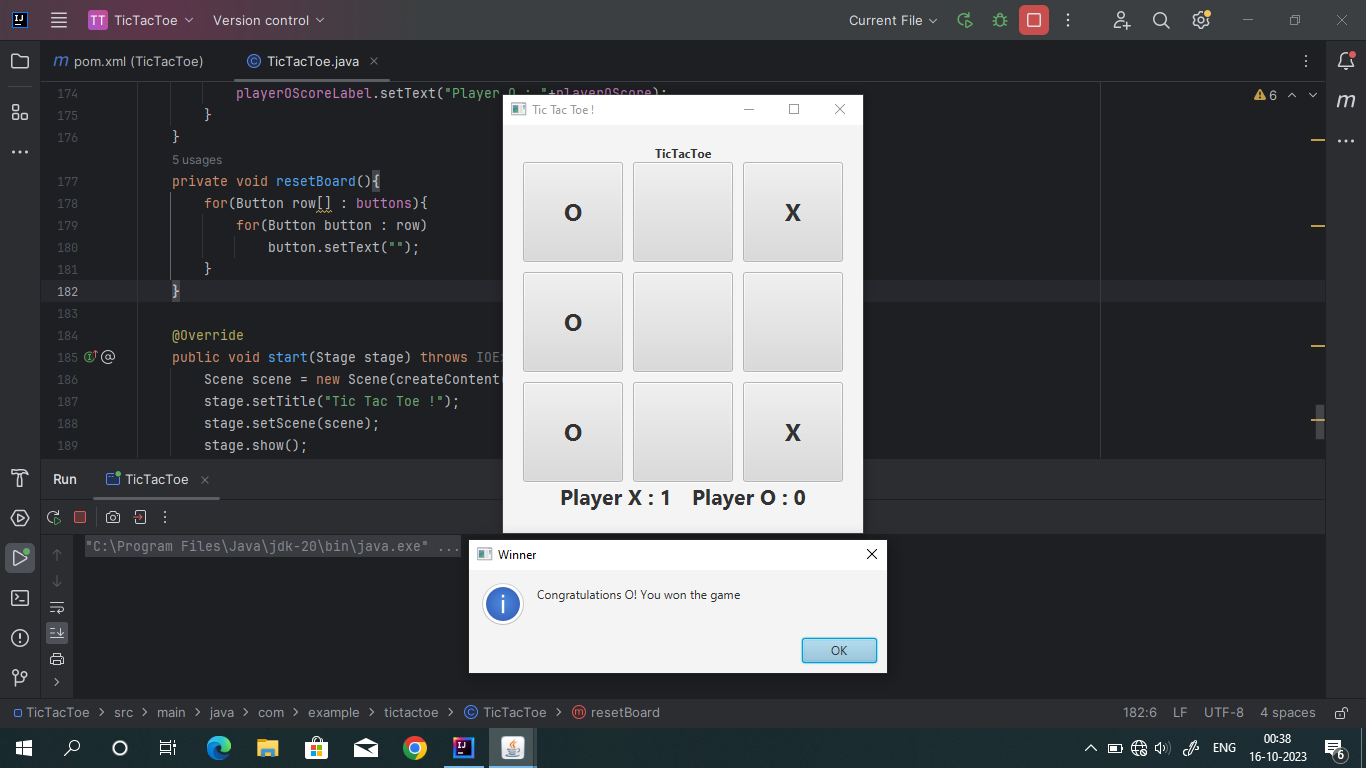 TT TicTacToe Version control Current File
pom.xml (TicTacToe) TicTacToe.java
174 playerOScoreLabel.setText("Player O : "+playerOScore);
175 }
176 }
5 usages
177 private void resetBoard(){
178 for(Button row[] : buttons){
179 for(Button button : row)
180 button.setText("");
181 }
182 }
183
184 @Override
185 public void start(Stage stage) throws
186 Scene scene = new Scene(createContent
187 stage.setTitle("Tic Tac Toe !");
188 stage.setScene(scene);
189 stage.show();
6
Tic Tac Toe !
TicTacToe
O X
O
O X
Player X : 1 Player O : 0
Run TicTacToe
"C:\Program Files\Java\jdk-20\bin\java.exe" ...
Winner
Congratulations O! You won the game
OK
TicTacToe > src > main > java > com > example > tictactoe > TicTacToe > resetBoard 182:6 LF UTF-8 4 spaces
ENG 00:38
16-10-2023
6